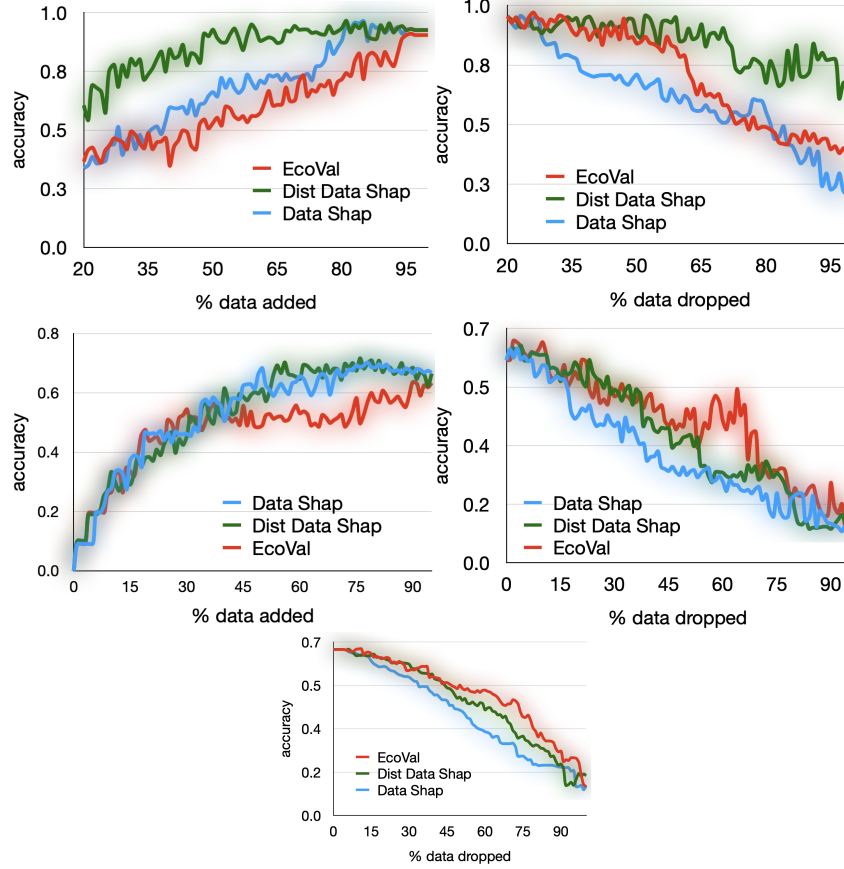 1.0
0.8
0.5
0.3
0.0
accuracy
EcoVal
Dist Data Shap
Data Shap
20 35 50 65 80 95
% data added
1.0
0.8
0.5
0.3
0.0
accuracy
EcoVal
Dist Data Shap
Data Shap
20 35 50 65 80 95
% data dropped
0.8
0.6
0.4
0.2
0.0
accuracy
Data Shap
Dist Data Shap
EcoVal
0 15 30 45 60 75 90
% data added
0.7
0.5
0.4
0.2
0.0
accuracy
Data Shap
Dist Data Shap
EcoVal
0 15 30 45 60 75 90
% data dropped
0.7
0.5
0.4
0.2
0.0
accuracy
EcoVal
Dist Data Shap
Data Shap
0 15 30 45 60 75 90
% data dropped